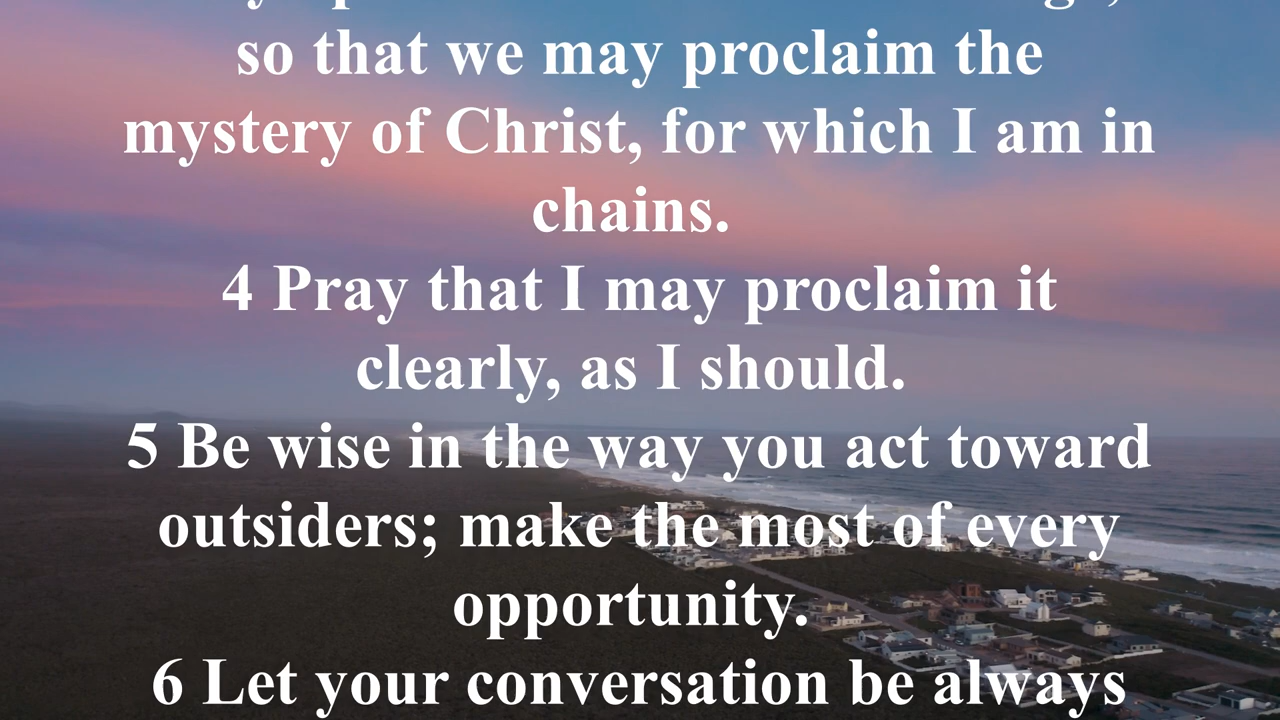 so that we may proclaim the
mystery of Christ, for which I am in
chains.
4 Pray that I may proclaim it
clearly, as I should.
5 Be wise in the way you act toward
outsiders; make the most of every
opportunity.
6 Let your conversation be always